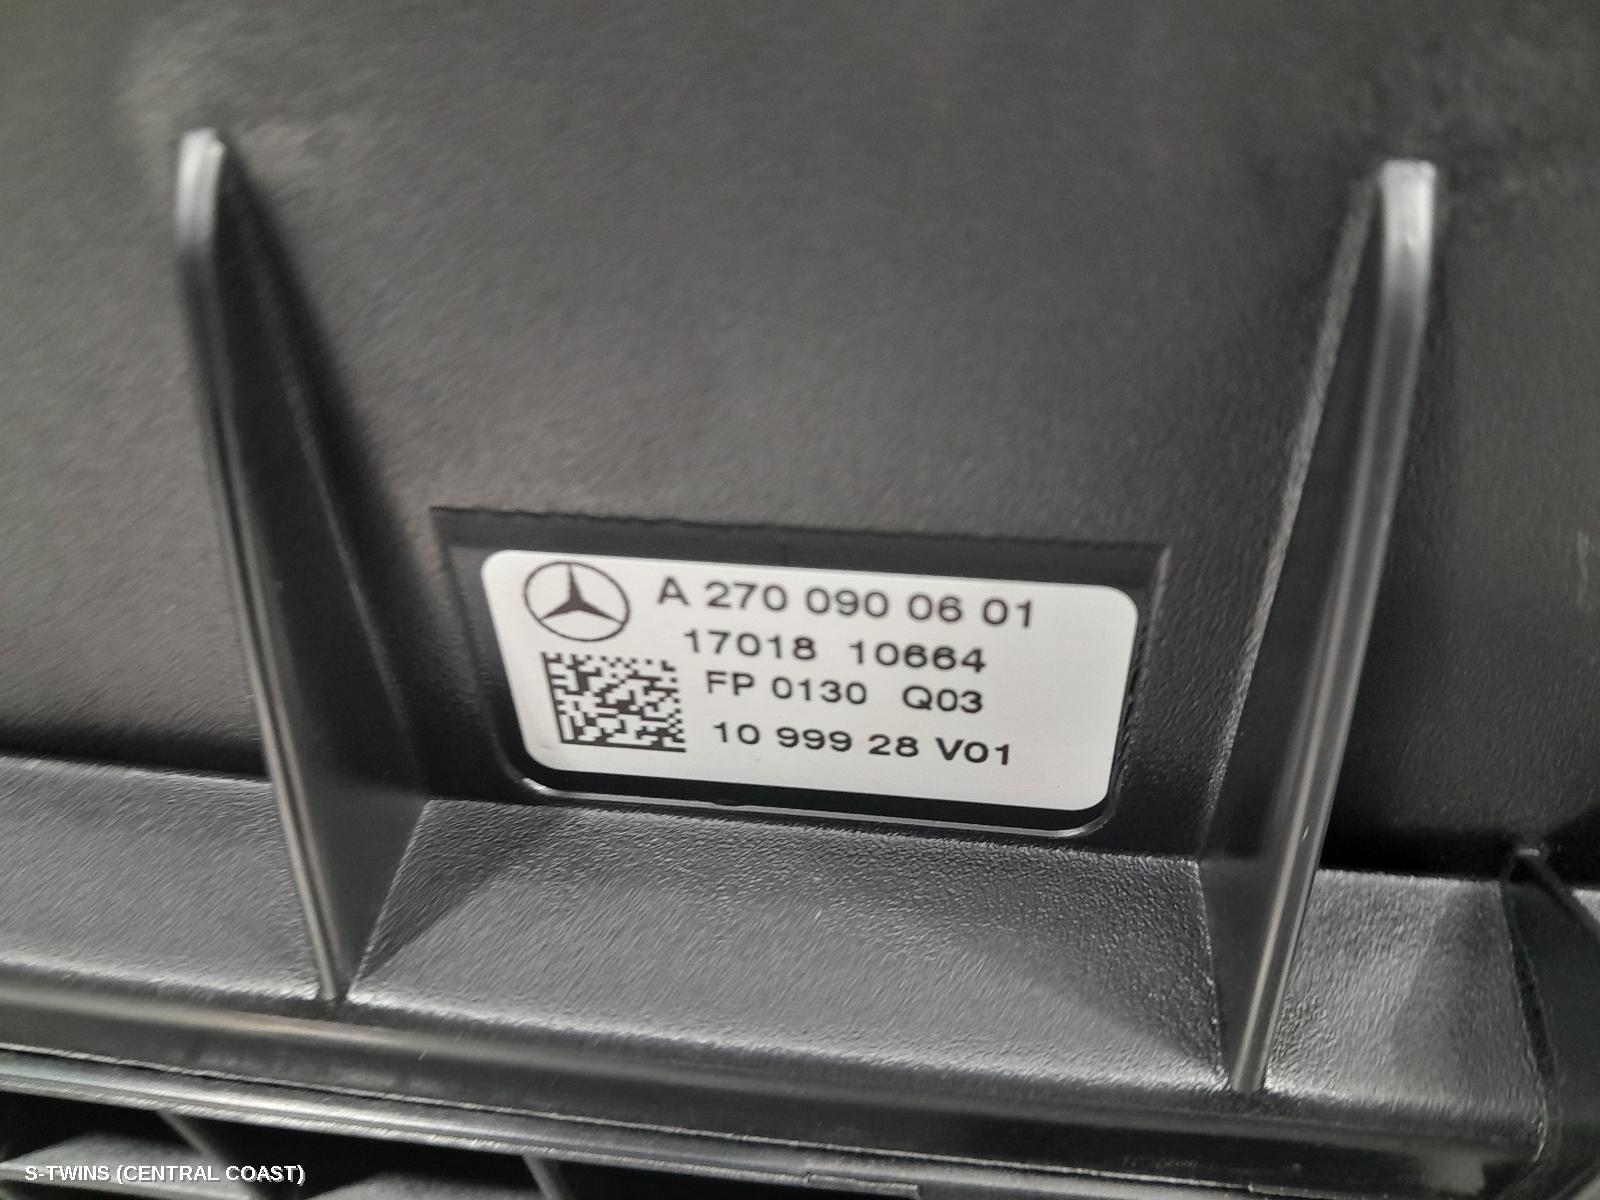 A 270 090 06 01
17018 10664
FP 0130 Q03
10 999 28 V01
S-TWINS (CENTRAL COAST)